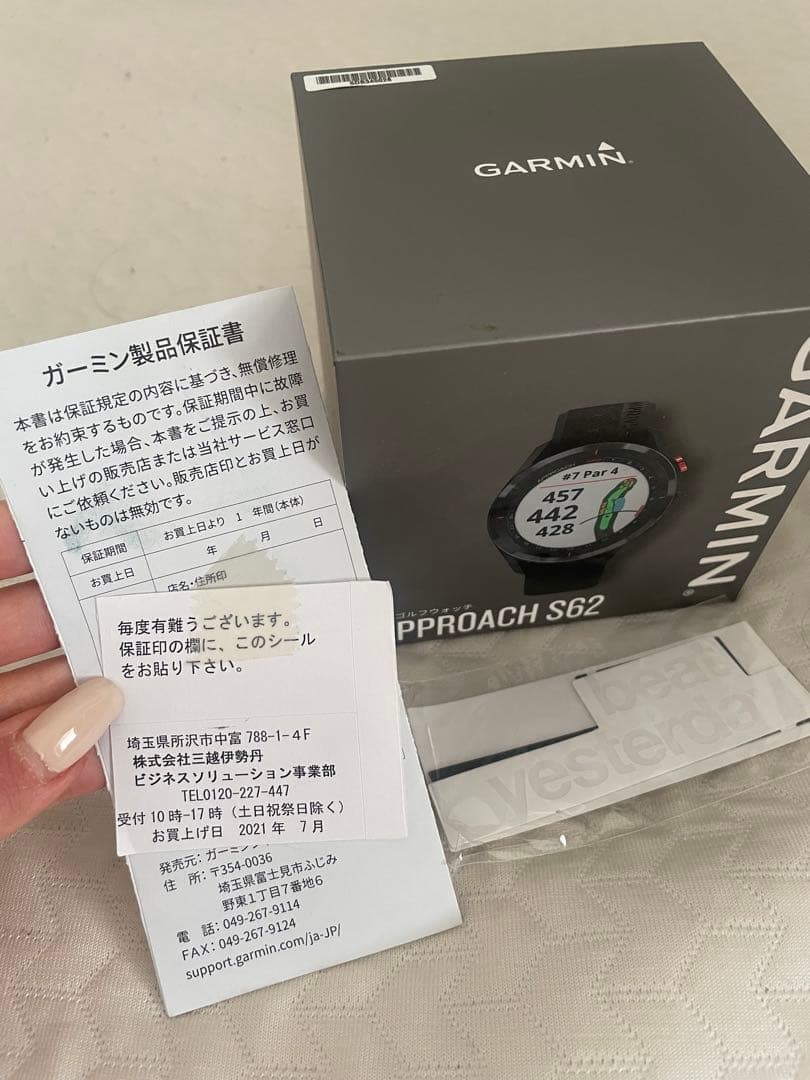 GARMIN
GARMIN
#7 Par 4
457
442
428
ゴルフウォッチ
PPROACH S62
beat
yesterday
ガーミン製品保証書
本書は保証規定の内容に基づき、無償修理
をお約束するものです。保証期間中に故障
が発生した場合、本書をご提示の上、お買
い上げの販売店または当社サービス窓口
にご依頼ください。販売店印とお買上日が
ないものは無効です。
保証期間 お買上日より 1 年間(本体)
お買上日 年 月 日
店名・住所印
毎度有難うございます。
保証印の欄に、このシール
をお貼り下さい。
埼玉県所沢市中富 788-1-4F
株式会社三越伊勢丹
ビジネスソリューション事業部
TEL0120-227-447
受付 10 時-17 時（土日祝祭日除く）
お買上げ日 2021 年 7 月
発売元: ガーミン
住 所: 〒354-0036
埼玉県富士見市ふじみ
野東1丁目7番地6
電 話: 049-267-9114
FAX: 049-267-9124
support.garmin.com/ja-JP/